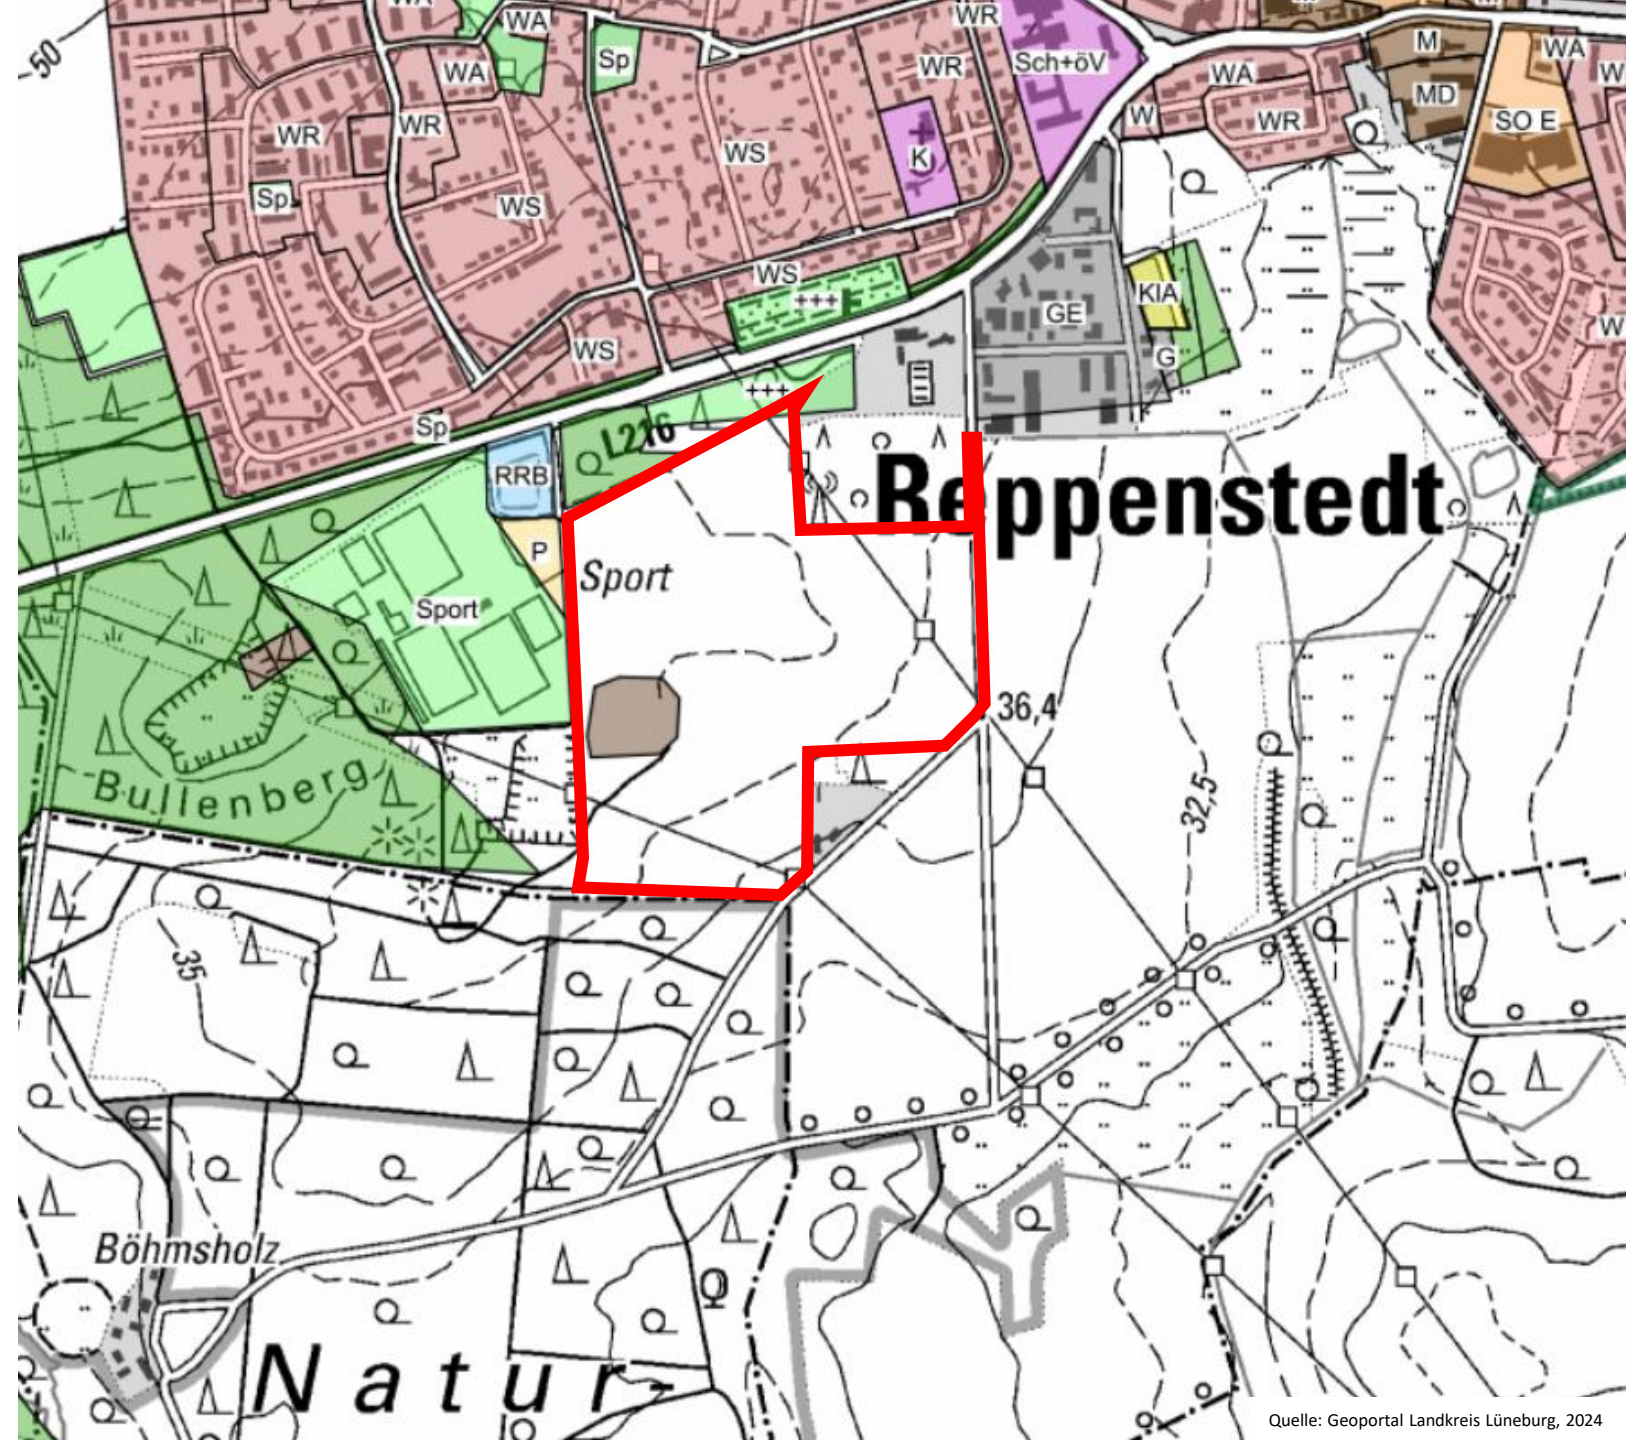 WA
WR
50
WA
Sp
WR
Sch+öV
WA
M
WA
W
MD
WR
WR
W
WR
SO E
WS
K
Sp
WS
WS
+++
KlA
GE
WS
G
W
+++
Sp
L216
RRB
Reppenstedt
P
Sport
Sport
36,4
Bullenberg
32,5
35
Böhmsholz
Natur-
Quelle: Geoportal Landkreis Lüneburg, 2024